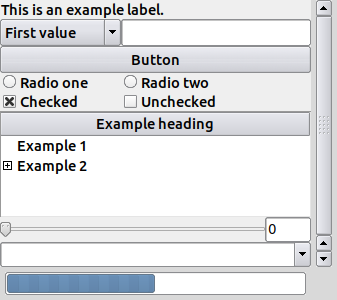 This is an example label.
First value
Button
Radio one Radio two
Checked Unchecked
Example heading
Example 1
Example 2
0